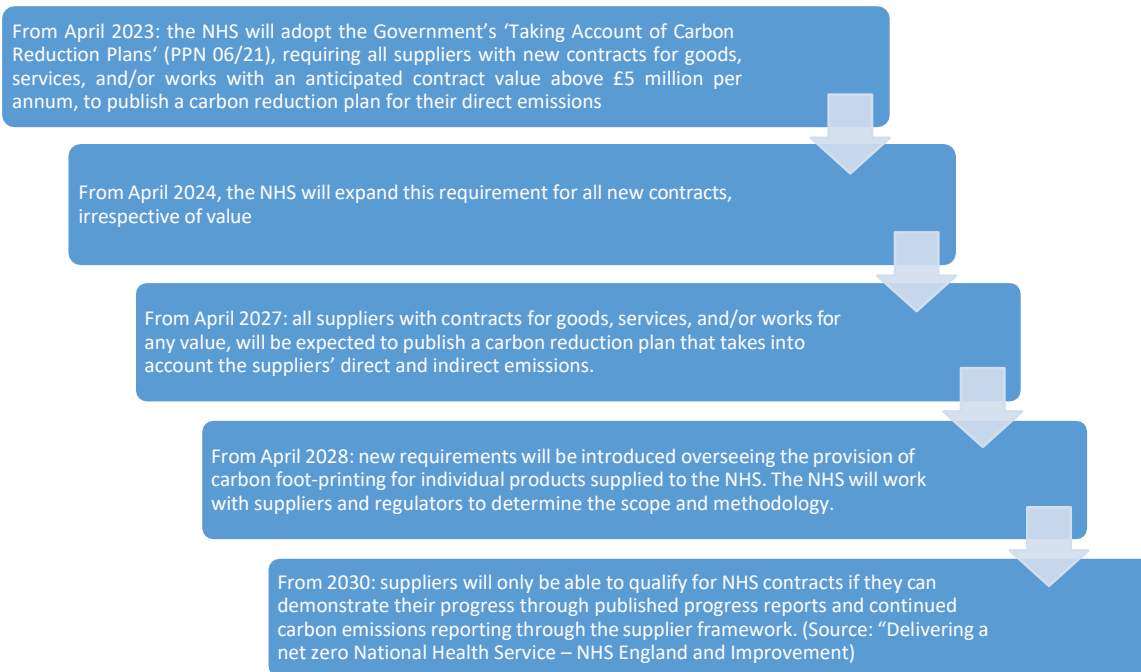 From April 2023: the NHS will adopt the Government's 'Taking Account of Carbon
Reduction Plans' (PPN 06/21), requiring all suppliers with new contracts for goods,
services, and/or works with an anticipated contract value above £5 million per
annum, to publish a carbon reduction plan for their direct emissions
From April 2024, the NHS will expand this requirement for all new contracts,
irrespective of value
From April 2027: all suppliers with contracts for goods, services, and/or works for
any value, will be expected to publish a carbon reduction plan that takes into
account the suppliers' direct and indirect emissions.
From April 2028: new requirements will be introduced overseeing the provision of
carbon foot-printing for individual products supplied to the NHS. The NHS will work
with suppliers and regulators to determine the scope and methodology.
From 2030: suppliers will only be able to qualify for NHS contracts if they can
demonstrate their progress through published progress reports and continued
carbon emissions reporting through the supplier framework. (Source: “Delivering a
net zero National Health Service – NHS England and Improvement)